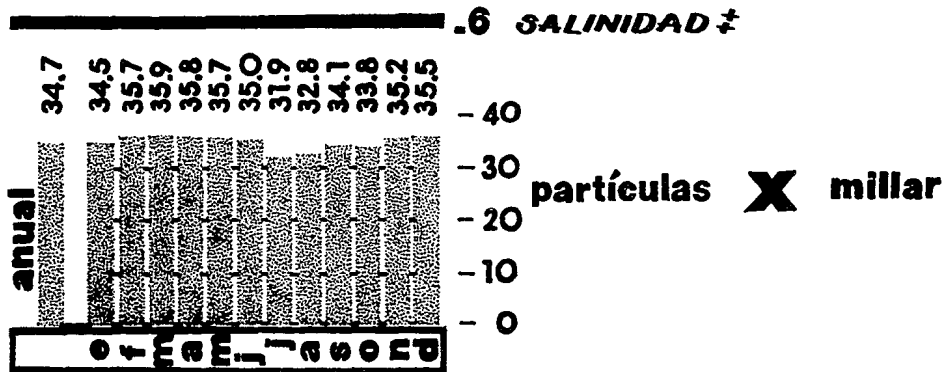 .6 SALINIDAD ‡
34.7 34.5 35.7 35.9 35.8 35.7 35.0 31.9 32.8 34.1 33.8 35.2 35.5
- 40
- 30
- 20
- 10
- 0
partículas X millar
anual
e f m a m j j a s o n d